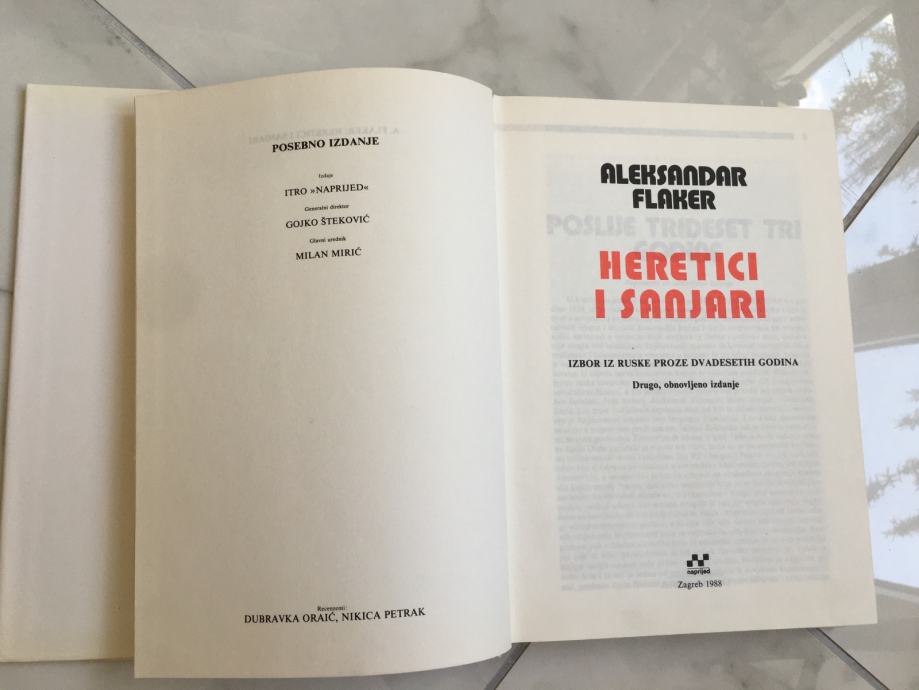 POSEBNO IZDANJE
Izdaje
ITRO »NAPRIJED«
Generalni direktor
GOJKO ŠTEKOVIĆ
Glavni urednik
MILAN MIRIĆ
Recenzenti:
DUBRAVKA ORAIĆ, NIKICA PETRAK
ALEKSANDAR
FLAKER
HERETICI
I SANJARI
IZBOR IZ RUSKE PROZE DVADESETIH GODINA
Drugo, obnovljeno izdanje
naprijed
Zagreb 1988